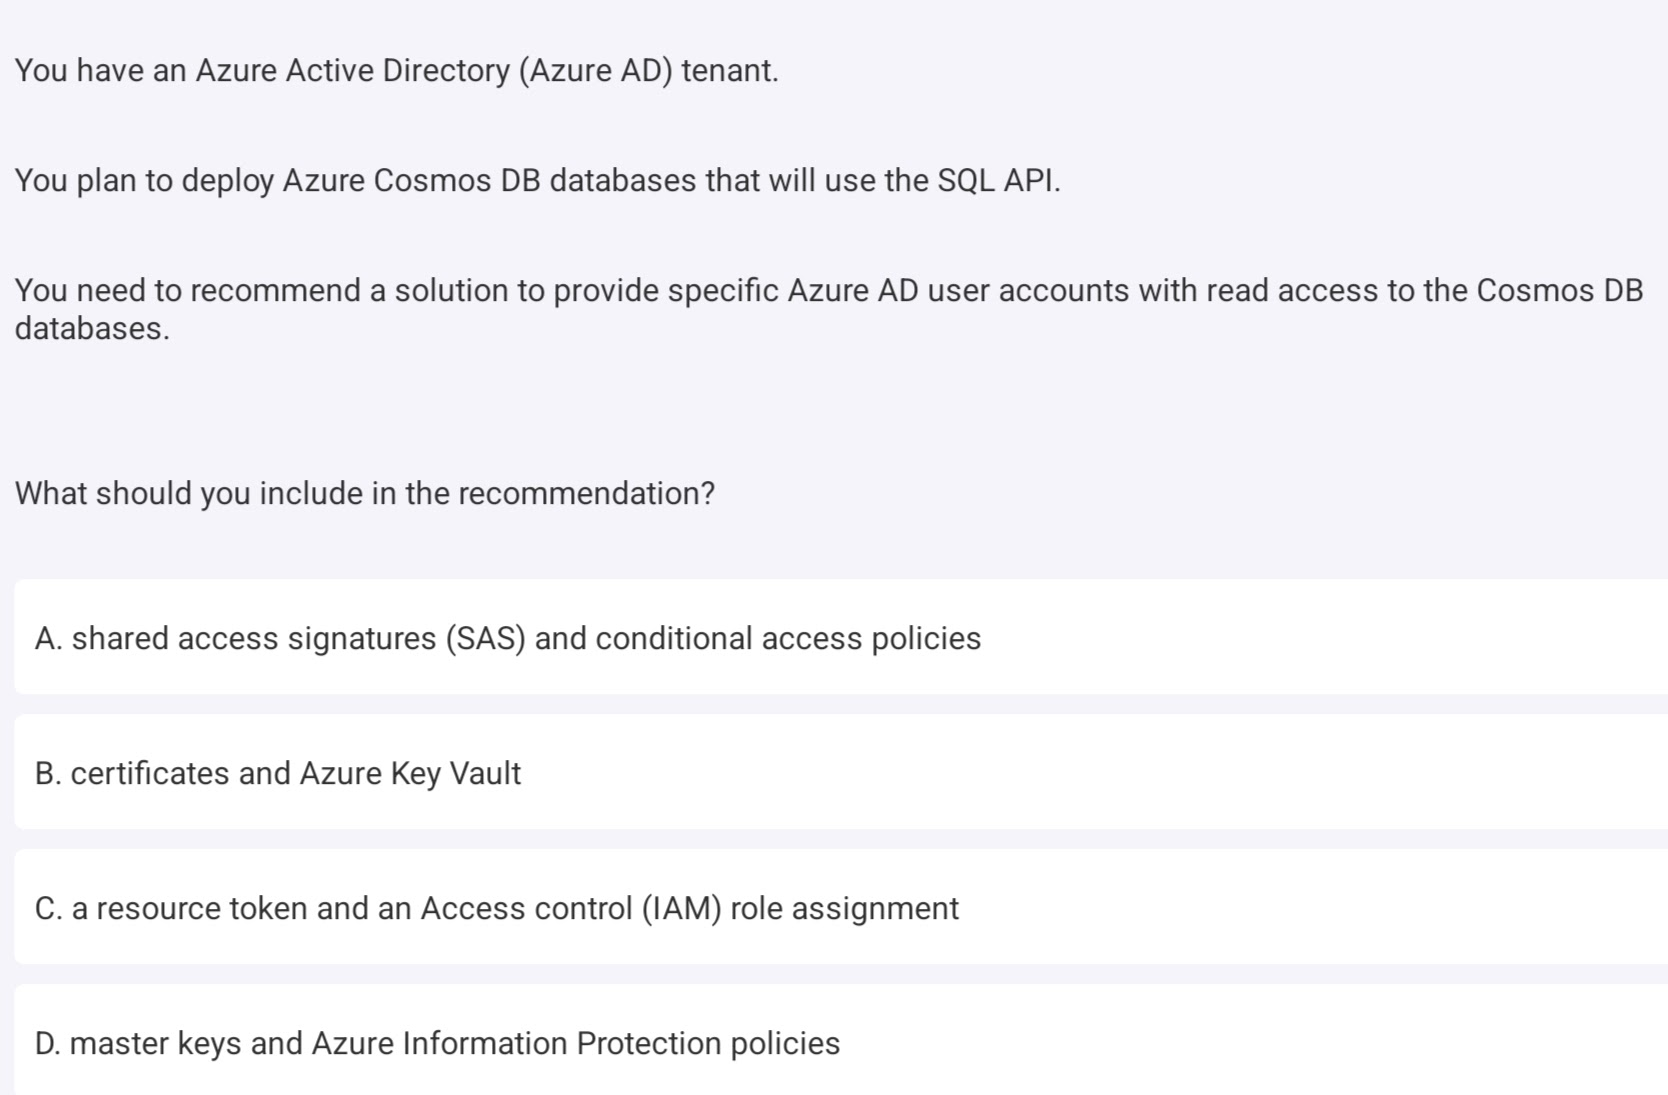 You have an Azure Active Directory (Azure AD) tenant.
You plan to deploy Azure Cosmos DB databases that will use the SQL API.
You need to recommend a solution to provide specific Azure AD user accounts with read access to the Cosmos DB
databases.
What should you include in the recommendation?
A. shared access signatures (SAS) and conditional access policies
B. certificates and Azure Key Vault
C. a resource token and an Access control (IAM) role assignment
D. master keys and Azure Information Protection policies